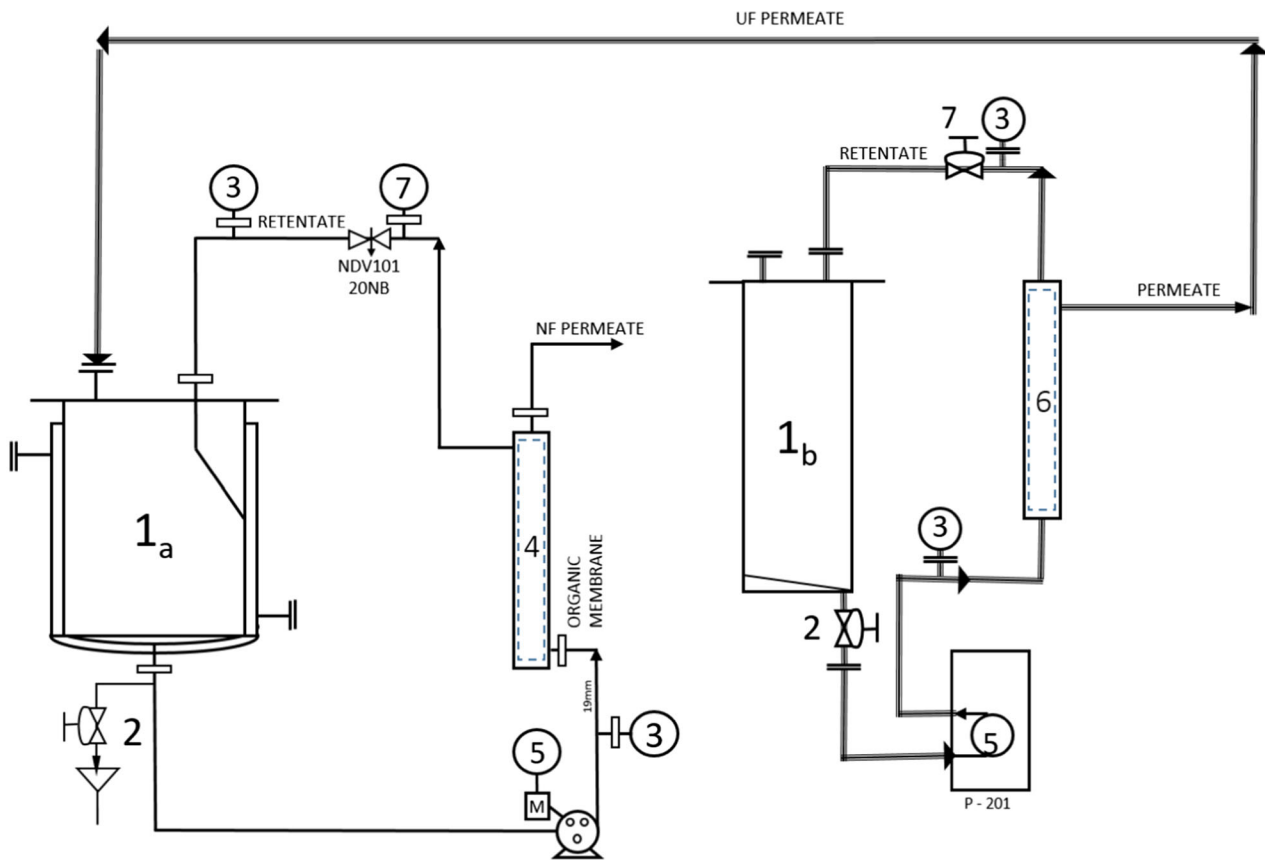 UF PERMEATE
7
3
RETENTATE
3
7
RETENTATE
NDV101
20NB
PERMEATE
NF PERMEATE
6
1b
1a
4
ORGANIC
MEMBRANE
3
2
19mm
2
3
5
5
M
P - 201